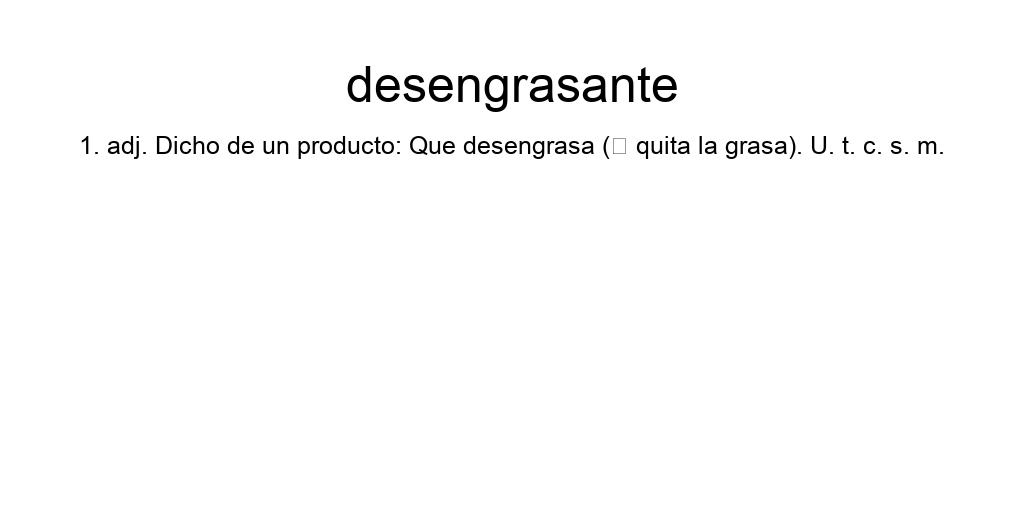 desengrasante
1. adj. Dicho de un producto: Que desengrasa (□ quita la grasa). U. t. c. s. m.